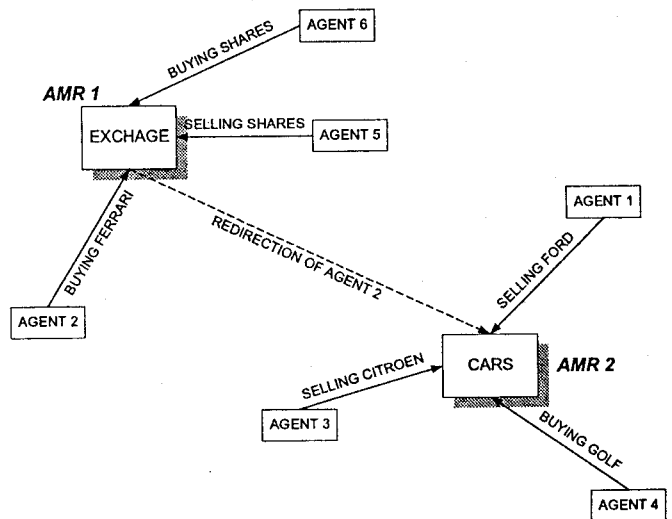 AGENT 6
BUYING SHARES
AMR 1
EXCHAGE
SELLING SHARES
AGENT 5
AGENT 1
BUYING FERRARI
REDIRECTION OF AGENT 2
SELLING FORD
AGENT 2
CARS
AMR 2
SELLING CITROEN
AGENT 3
BUYING GOLF
AGENT 4